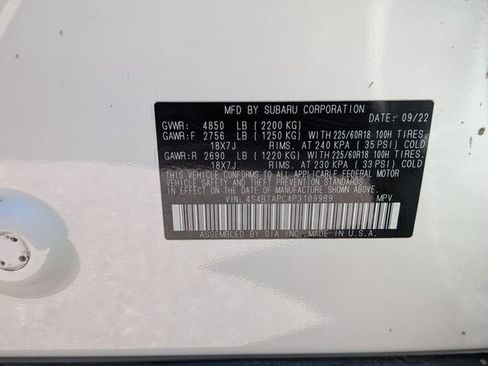 MFD BY SUBARU CORPORATION DATE: 09/22
GVWR: 4850 LB (2200 KG)
GAWR:F 2756 LB (1250 KG) WITH 225/60R18 100H TIRES.
18X7J RIMS. AT 240 KPA (35 PSI) COLD
GAWR:R 2690 LB (1220 KG) WITH 225/60R18 100H TIRES.
18X7J RIMS. AT 230 KPA (33 PSI) COLD
THIS VEHICLE CONFORMS TO ALL APPLICABLE FEDERAL MOTOR
VEHICLE SAFETY, BUMPER, AND THEFT PREVENTION STANDARDS
IN EFFECT ON THE DATE OF MANUFACTURE SHOWN ABOVE.
VIN: 4S4BTAPC4P3109989 MPV
ASSEMBLED BY SIA INC. MADE IN U.S.A.